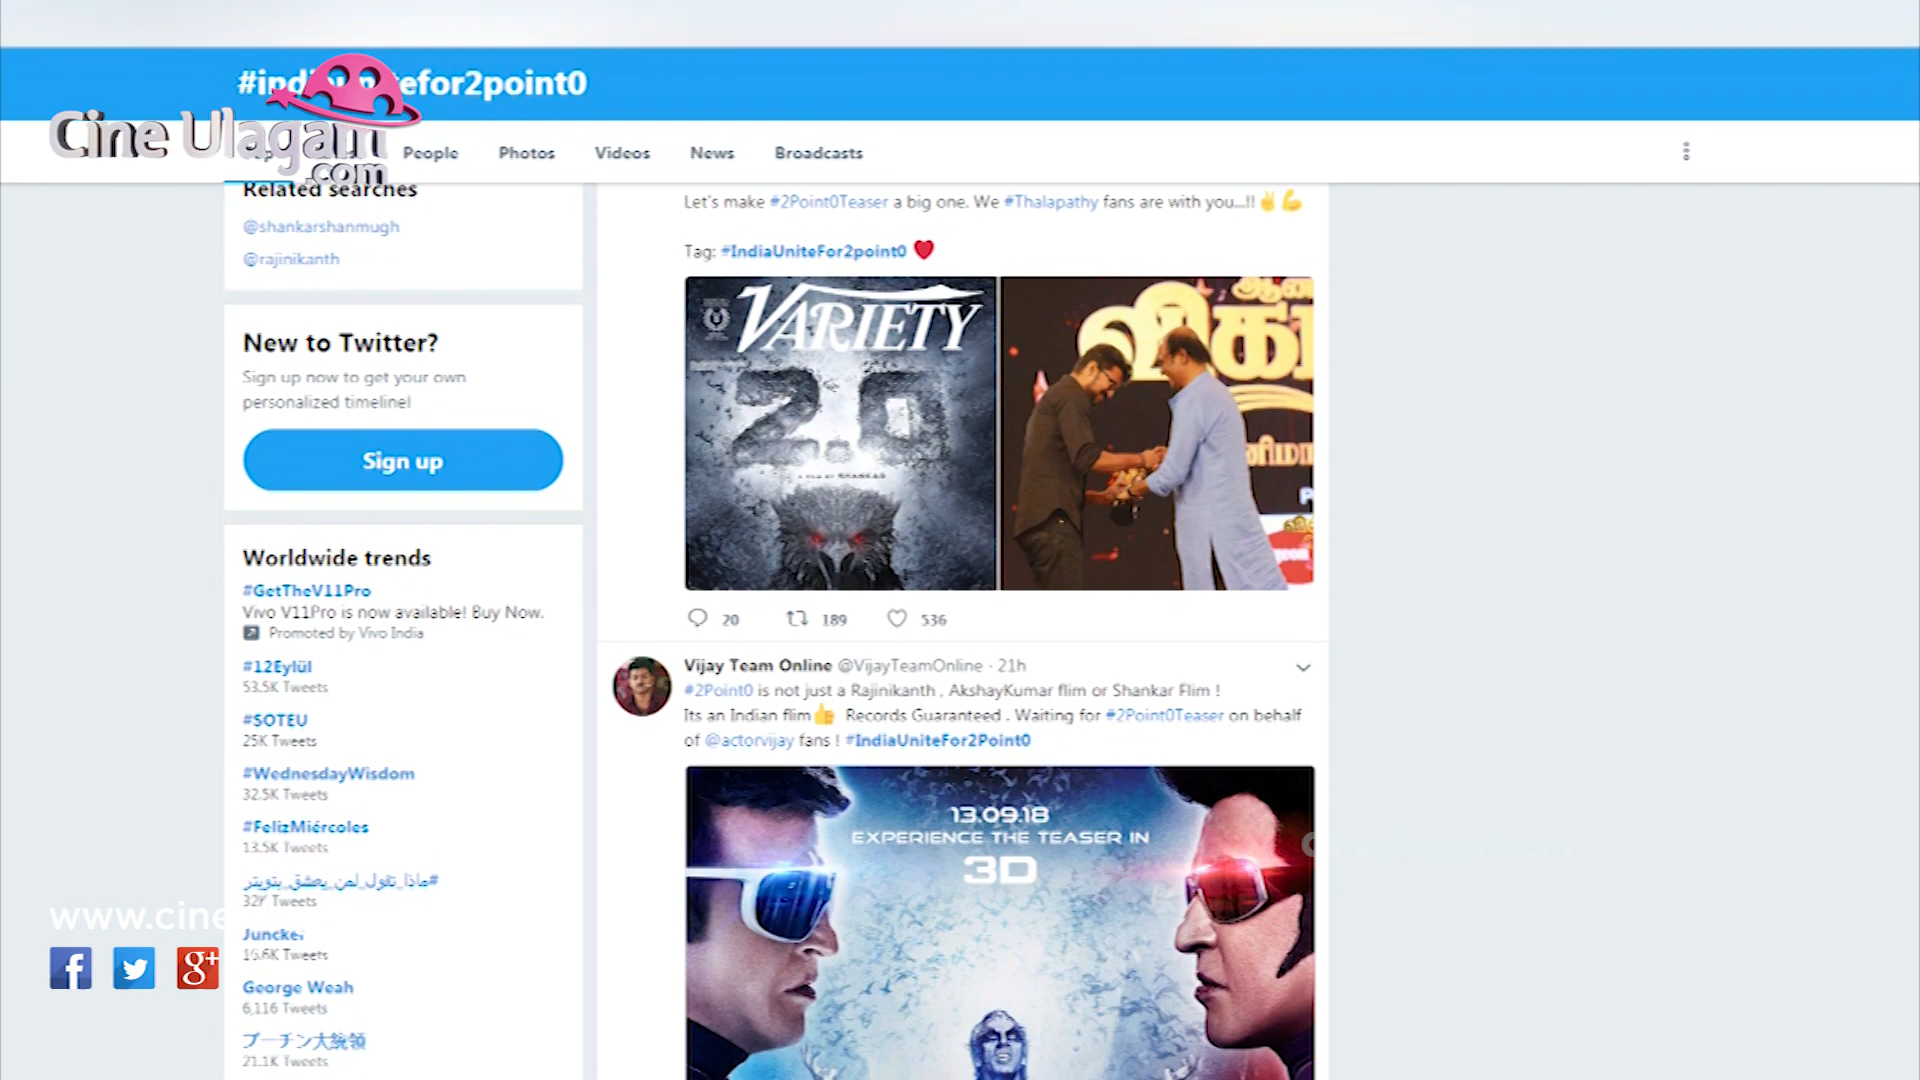 #indiaunitefor2point0
Cine Ulagam
.com
People
Photos
Videos
News
Broadcasts
Related searches
@shankarshanmugh
@rajinikanth
New to Twitter?
Sign up now to get your own
personalized timeline!
Sign up
Worldwide trends
#GetTheV11Pro
Vivo V11Pro is now available! Buy Now.
Promoted by Vivo India
#12Eylül
53.5K Tweets
#SOTEU
25K Tweets
#WednesdayWisdom
32.5K Tweets
#FelizMiércoles
13.5K Tweets
#ماذا_تقول_لمن_يعشق_بتويتر
32K Tweets
Juncker
16.6K Tweets
George Weah
6,116 Tweets
プーチン大統領
21.1K Tweets
www.cine
Let's make #2Point0Teaser a big one. We #Thalapathy fans are with you...!!
Tag: #IndiaUniteFor2point0
VARIETY
2.0
A FILM BY SHANKAR
20
189
536
Vijay Team Online @VijayTeamOnline · 21h
#2Point0 is not just a Rajinikanth , AkshayKumar flim or Shankar Flim !
Its an Indian flim Records Guaranteed . Waiting for #2Point0Teaser on behalf
of @actorvijay fans ! #IndiaUniteFor2Point0
13.09.18
EXPERIENCE THE TEASER IN
3D